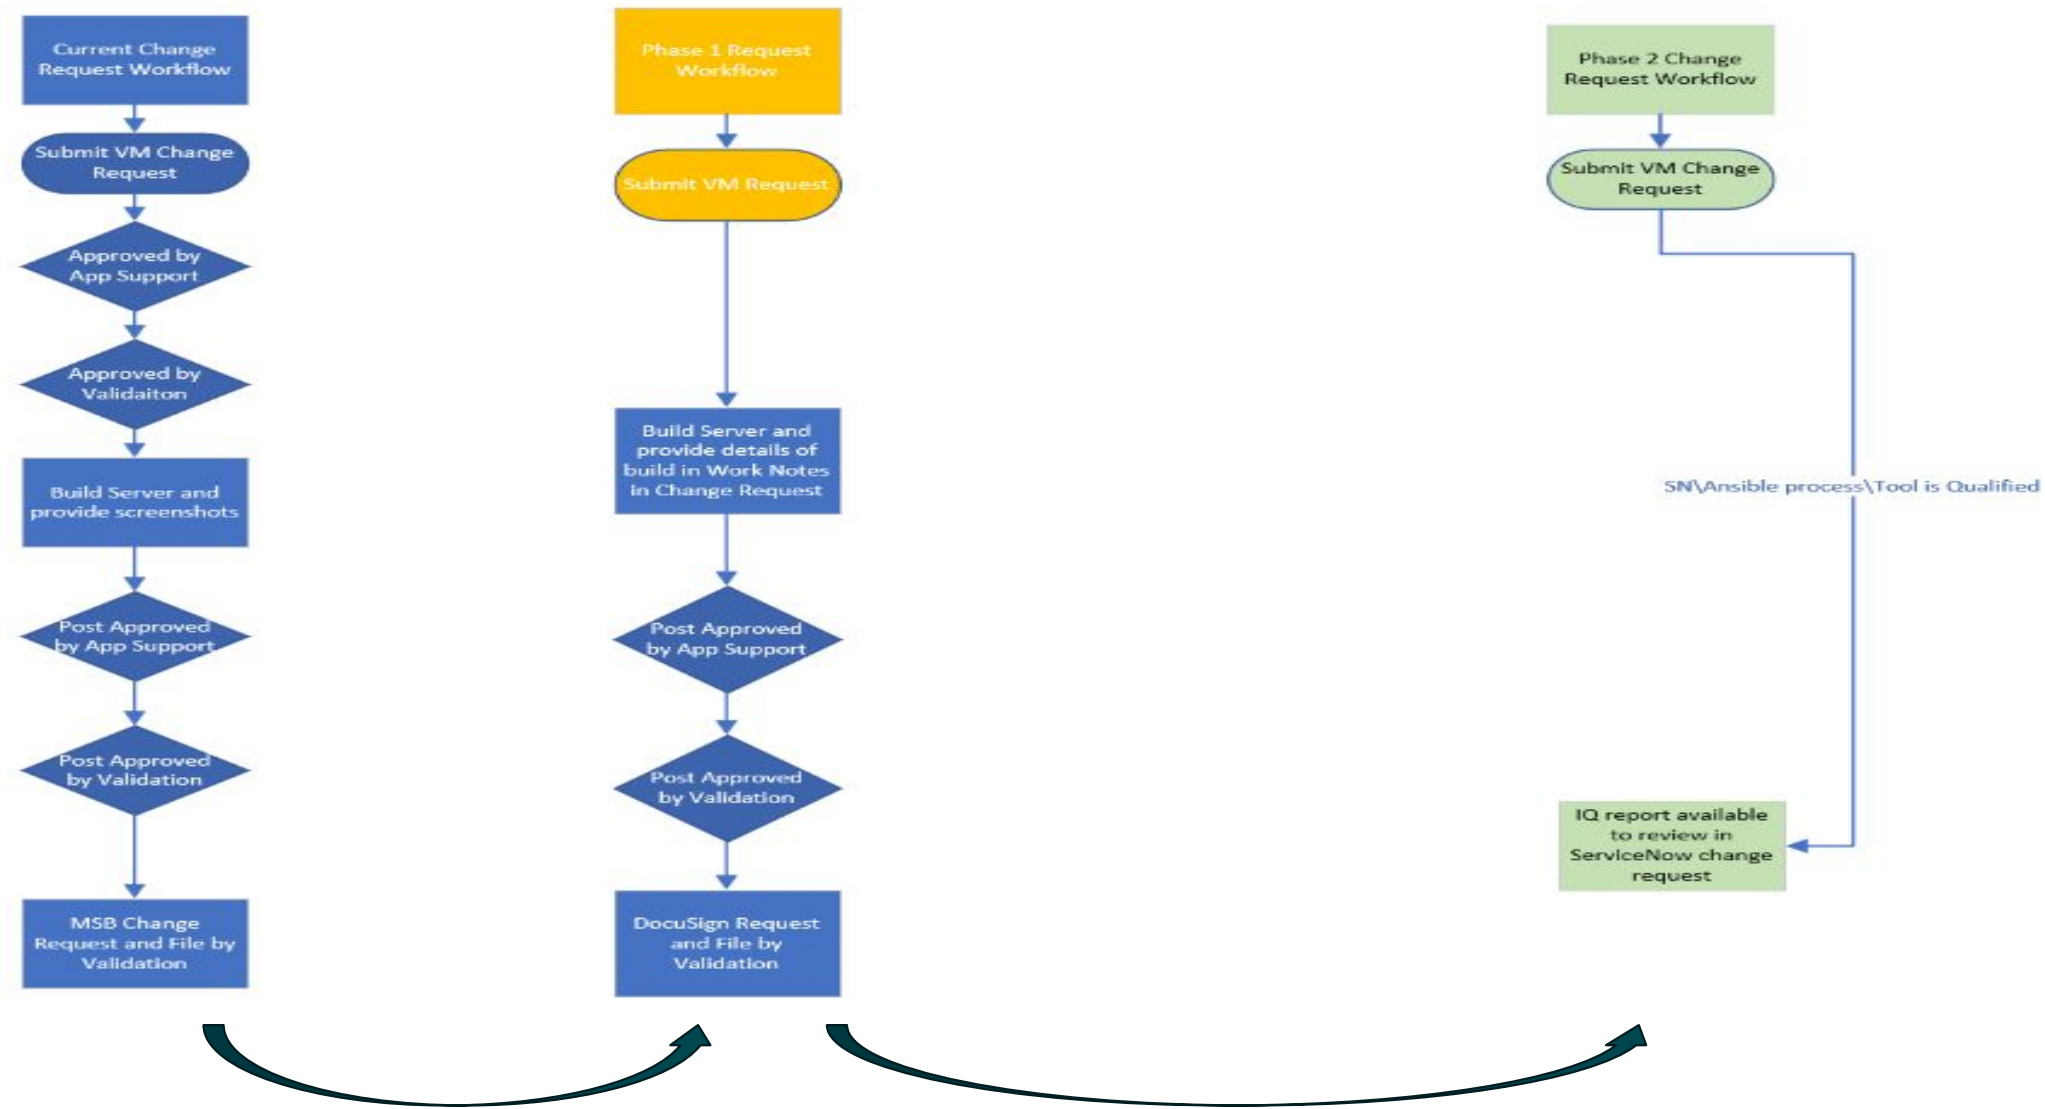 Current Change
Request Workflow
Submit VM Change
Request
Approved by
App Support
Approved by
Validaiton
Build Server and
provide screenshots
Post Approved
by App Support
Post Approved
by Validation
MSB Change
Request and File by
Validation
Phase 1 Request
Workflow
Submit VM Request
Build Server and
provide details of
build in Work Notes
in Change Request
Post Approved
by App Support
Post Approved
by Validation
DocuSign Request
and File by
Validation
Phase 2 Change
Request Workflow
Submit VM Change
Request
SN\Ansible process\Tool is Qualified
IQ report available
to review in
ServiceNow change
request